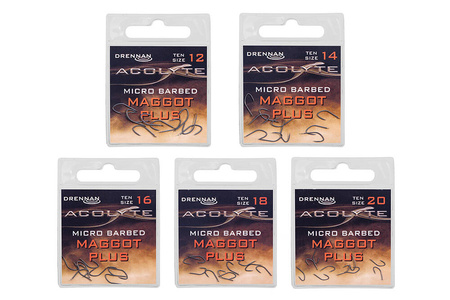 DRENNAN
TEN SIZE 12
ACOLYTE
MICRO BARBED
MAGGOT
PLUS
DRENNAN
TEN SIZE 14
ACOLYTE
MICRO BARBED
MAGGOT
PLUS
DRENNAN
TEN SIZE 16
ACOLYTE
MICRO BARBED
MAGGOT
PLUS
DRENNAN
TEN SIZE 18
ACOLYTE
MICRO BARBED
MAGGOT
PLUS
DRENNAN
TEN SIZE 20
ACOLYTE
MICRO BARBED
MAGGOT
PLUS